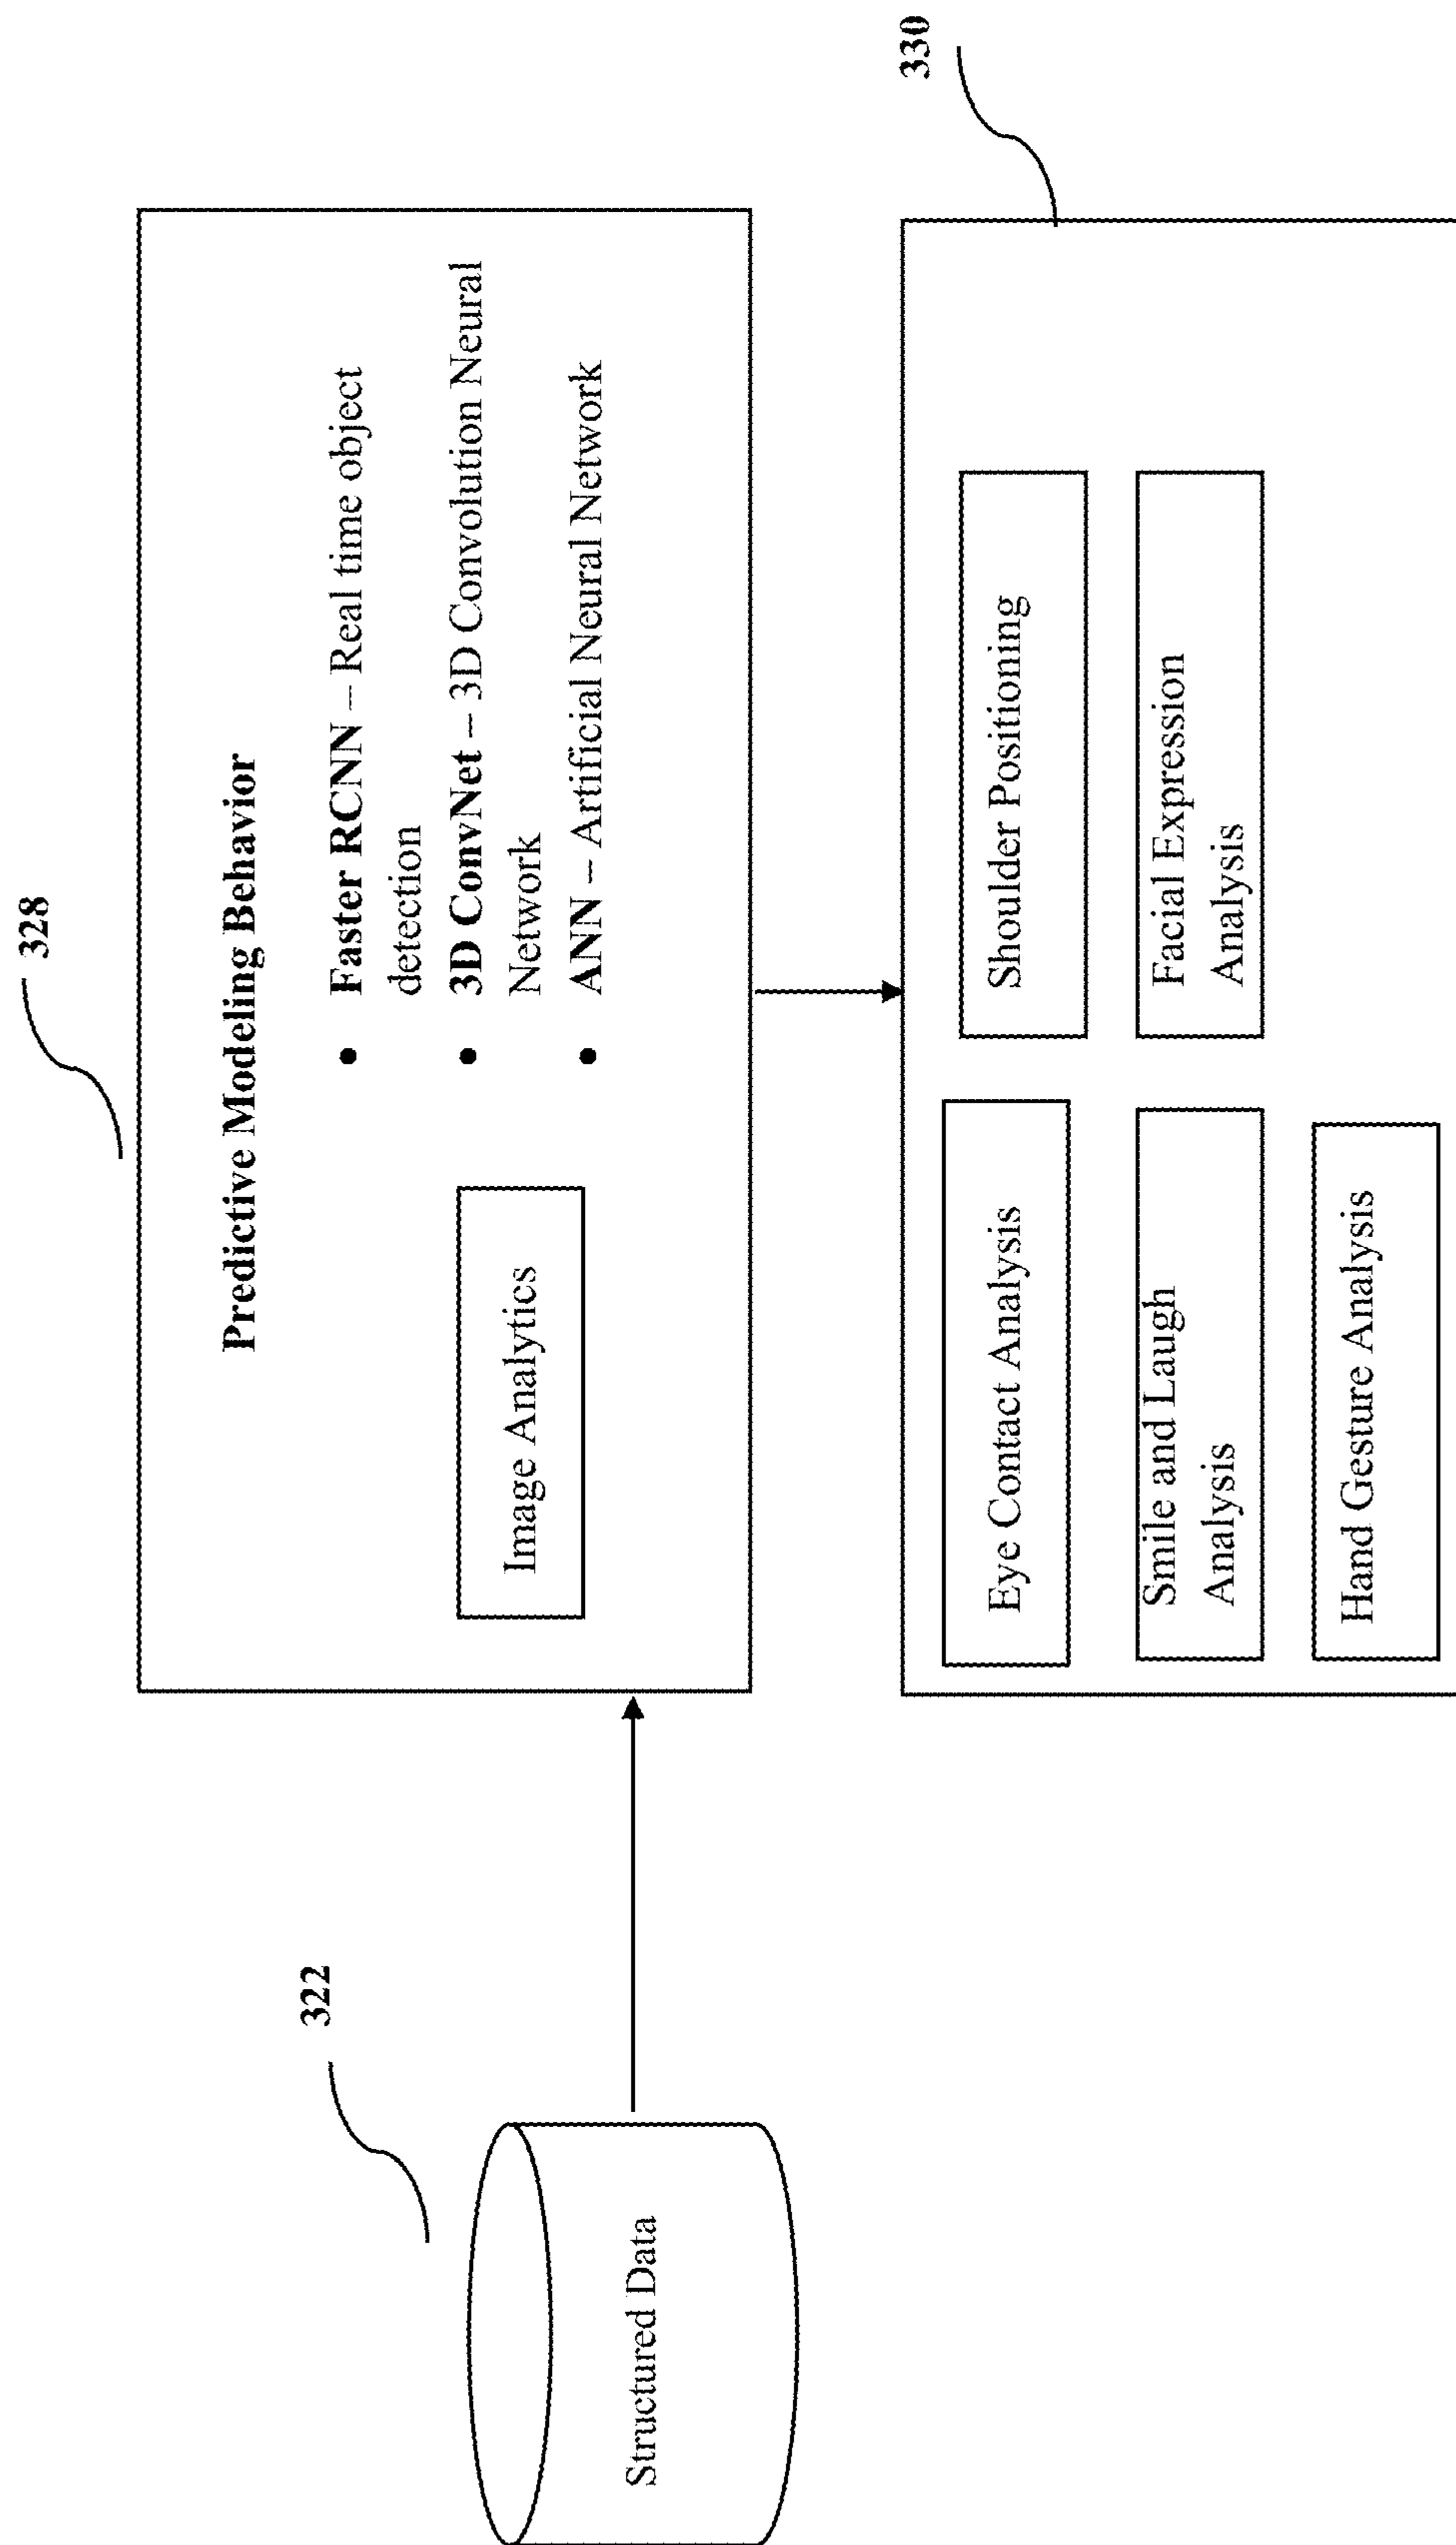 328
Predictive Modeling Behavior
Image Analytics
• Faster RCNN – Real time object
detection
• 3D ConvNet – 3D Convolution Neural
Network
• ANN – Artificial Neural Network
322
Structured Data
330
Eye Contact Analysis
Shoulder Positioning
Smile and Laugh
Analysis
Facial Expression
Analysis
Hand Gesture Analysis